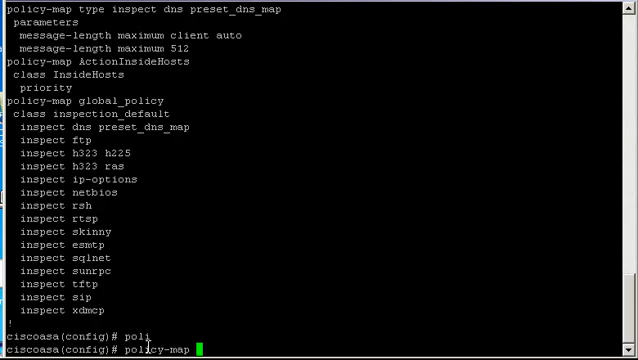 policy-map type inspect dns preset_dns_map
parameters
message-length maximum client auto
message-length maximum 512
policy-map ActionInsideHosts
class InsideHosts
priority
policy-map global_policy
class inspection_default
inspect dns preset_dns_map
inspect ftp
inspect h323 h225
inspect h323 ras
inspect ip-options
inspect netbios
inspect rsh
inspect rtsp
inspect skinny
inspect esmtp
inspect sqlnet
inspect sunrpc
inspect tftp
inspect sip
inspect xdmcp
!
ciscoasa(config)# poli
ciscoasa(config)# policy-map